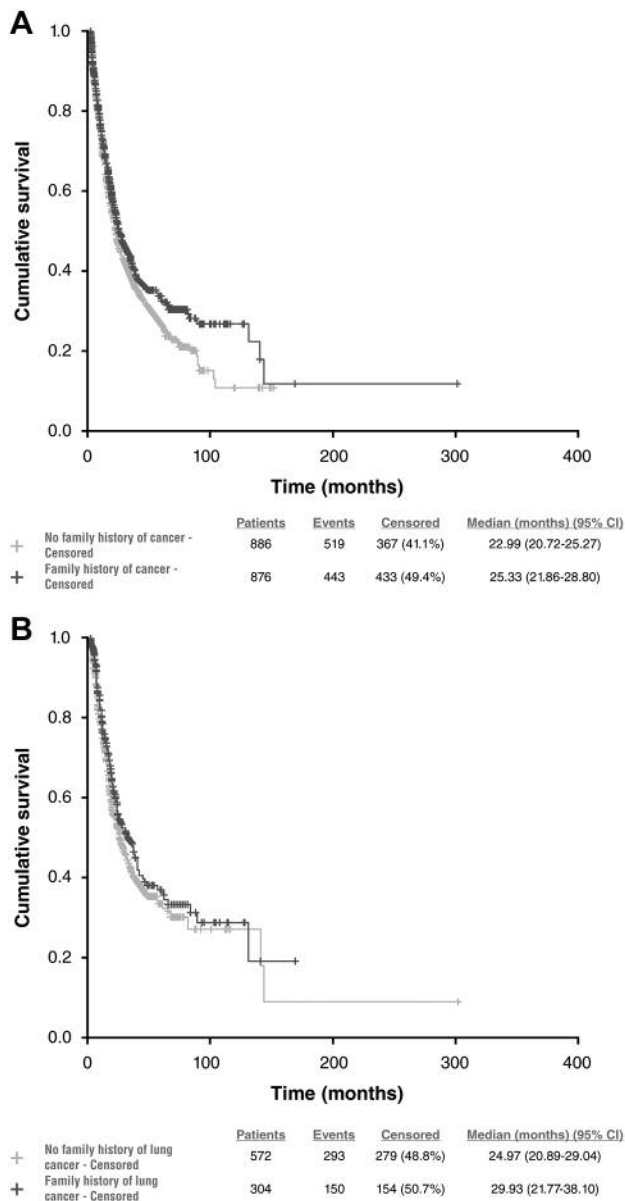 A
1.0
0.8
0.6
0.4
0.2
0.0
Cumulative survival
0 100 200 300 400
Time (months)
Patients Events Censored Median (months) (95% CI)
No family history of cancer -
Censored
886 519 367 (41.1%) 22.99 (20.72-25.27)
Family history of cancer -
Censored
876 443 433 (49.4%) 25.33 (21.86-28.80)
B
1.0
0.8
0.6
0.4
0.2
0.0
Cumulative survival
0 100 200 300 400
Time (months)
Patients Events Censored Median (months) (95% CI)
No family history of lung
cancer - Censored
572 293 279 (48.8%) 24.97 (20.89-29.04)
Family history of lung
cancer - Censored
304 150 154 (50.7%) 29.93 (21.77-38.10)